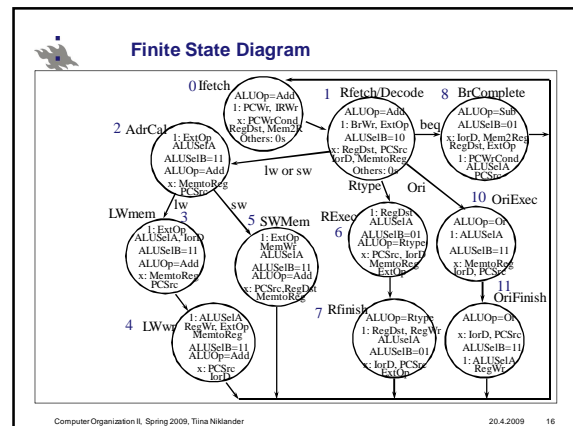 Finite State Diagram
0 Ifetch
ALUOp=Add
1: PCWr, IRWr
x: PCWrCond
RegDst, Mem2R
Others: 0s
1 Rfetch/Decode
ALUOp=Add
1: BrWr, ExtOp
ALUSelB=10
x: RegDst, PCSrc
IorD, MemtoReg
Others: 0s
beq
8 BrComplete
ALUOp=Sub
ALUSelB=01
x: IorD, Mem2Reg
RegDst, ExtOp
1: PCWrCond
ALUSelA
PCSrc
2 AdrCal
1: ExtOp
ALUSelA
ALUSelB=11
ALUOp=Add
x: MemtoReg
PCSrc
lw or sw
Rtype
Ori
lw
sw
LWmem 3
1: ExtOp
ALUSelA, IorD
ALUSelB=11
ALUOp=Add
x: MemtoReg
PCSrc
5 SWMem
1: ExtOp
MemWr
ALUSelA
ALUSelB=11
ALUOp=Add
x: PCSrc,RegDst
MemtoReg
RExec
6
1: RegDst
ALUSelA
ALUSelB=01
ALUOp=Rtype
x: PCSrc, IorD
MemtoReg
ExtOp
10 OriExec
ALUOp=Or
1: ALUSelA
ALUSelB=11
x: MemtoReg
IorD, PCSrc
4 LWwr
1: ALUSelA
RegWr, ExtOp
MemtoReg
ALUSelB=11
ALUOp=Add
x: PCSrc
IorD
7 Rfinish
ALUOp=Rtype
1: RegDst, RegWr
ALUSelA
ALUSelB=01
x: IorD, PCSrc
ExtOp
11
OriFinish
ALUOp=Or
x: IorD, PCSrc
ALUSelB=11
1: ALUSelA
RegWr
Computer Organization II, Spring 2009, Tiina Niklander 20.4.2009 16